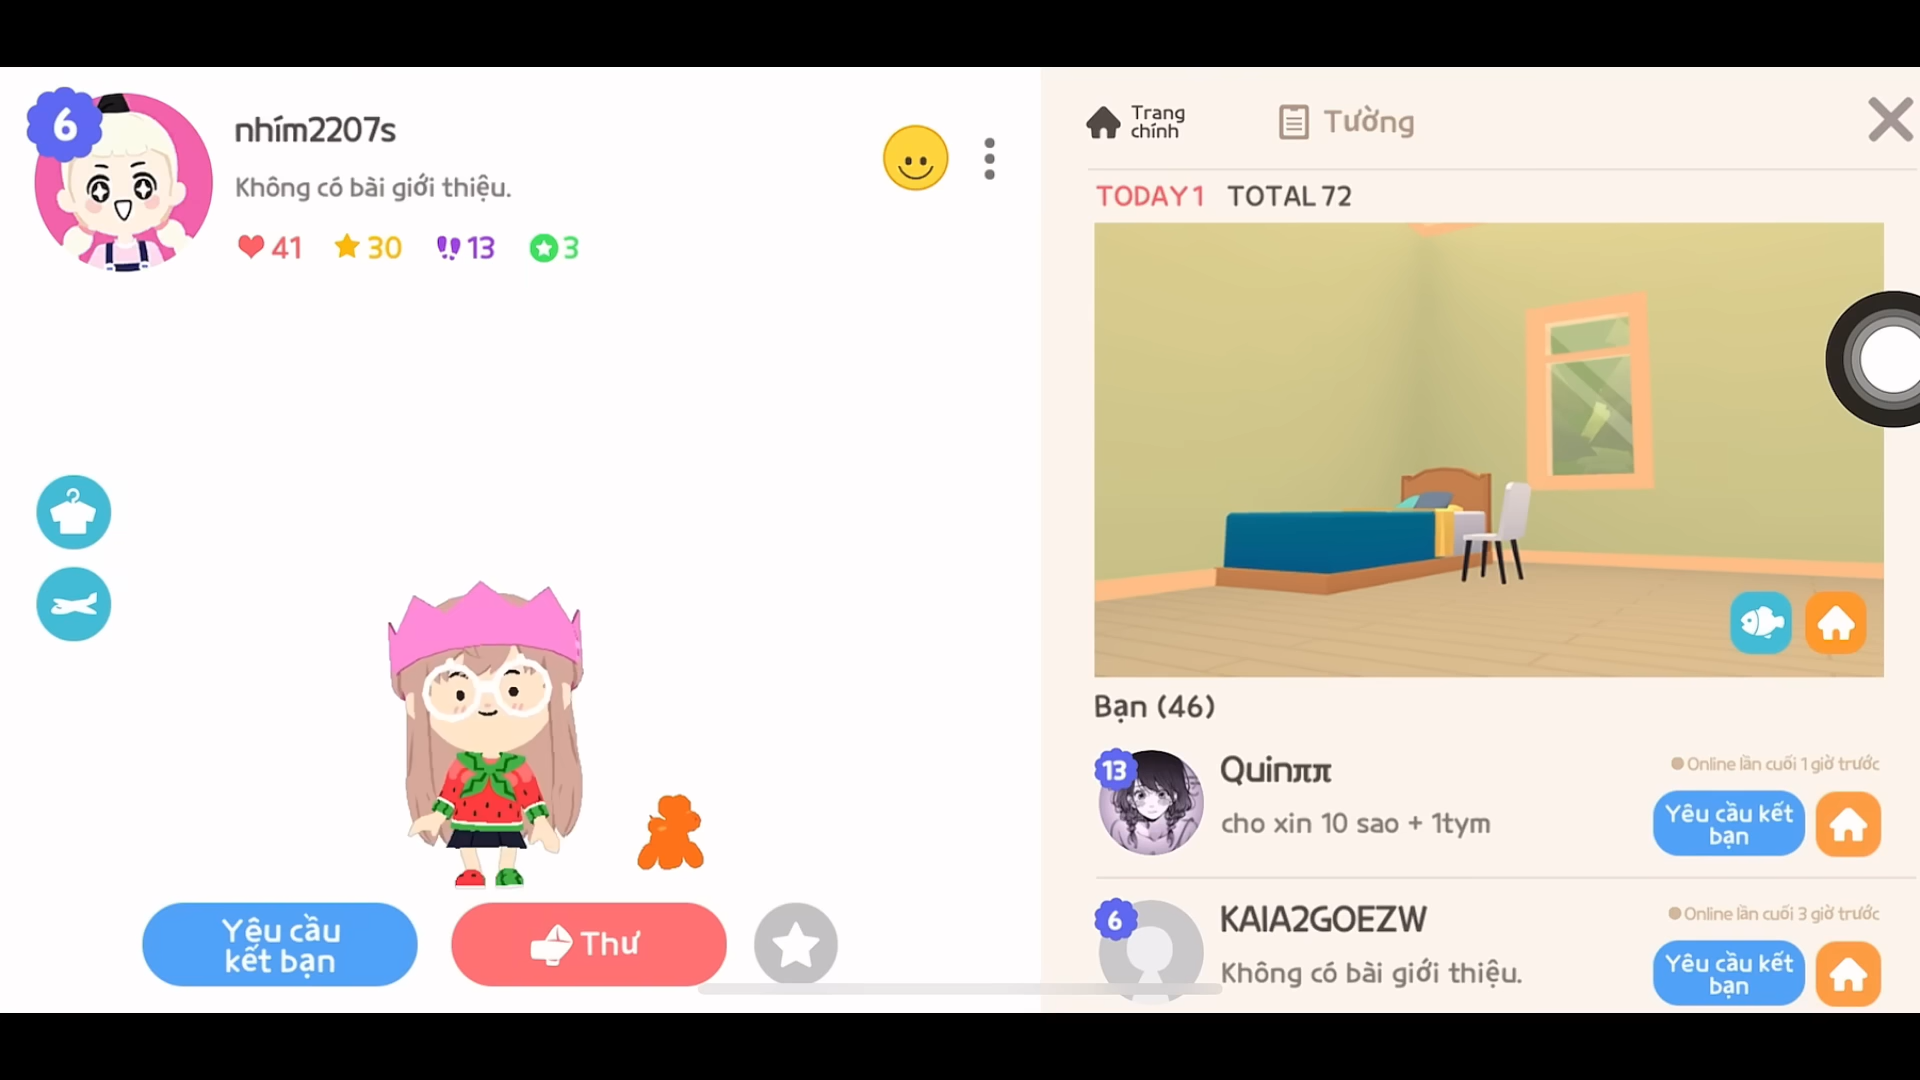 6
nhím2207s
Không có bài giới thiệu.
41 30 13 3
Yêu cầu
kết bạn
Thư
Trang
chính
Tường
TODAY 1 TOTAL 72
Bạn (46)
13
Quinππ
cho xin 10 sao + 1tym
Online lần cuối 1 giờ trước
Yêu cầu kết
bạn
6
KAIA2GOEZW
Không có bài giới thiệu.
Online lần cuối 3 giờ trước
Yêu cầu kết
bạn